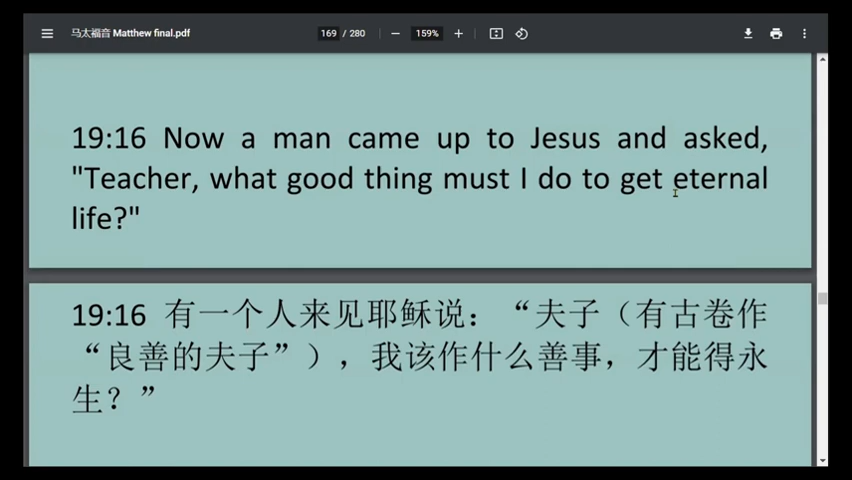 马太福音 Matthew final.pdf
169 / 280
159%
19:16 Now a man came up to Jesus and asked,
"Teacher, what good thing must I do to get eternal
life?"
19:16 有一个人来见耶稣说：“夫子（有古卷作
“良善的夫子”），我该作什么善事，才能得永
生？”